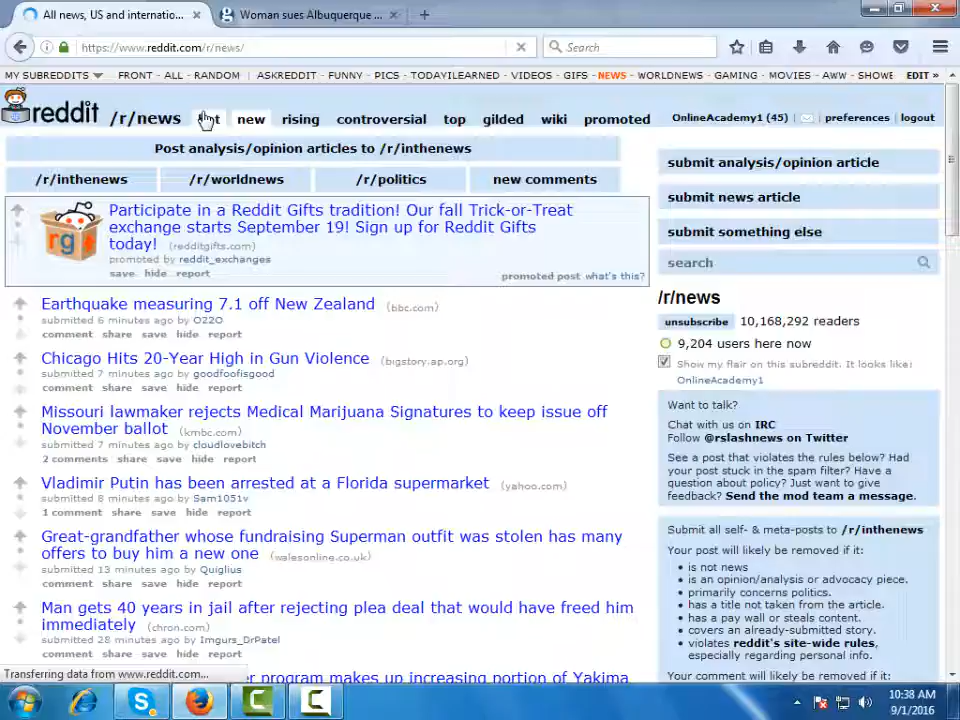 All news, US and internatio...
Woman sues Albuquerque ...
https://www.reddit.com/r/news/
Search
MY SUBREDDITS FRONT - ALL - RANDOM | ASKREDDIT - FUNNY - PICS - TODAYILEARNED - VIDEOS - GIFS - NEWS - WORLDNEWS - GAMING - MOVIES - AWW - SHOWE EDIT »
reddit /r/news new rising controversial top gilded wiki promoted
OnlineAcademy1 (45) | | preferences | logout
Post analysis/opinion articles to /r/inthenews
/r/inthenews /r/worldnews /r/politics new comments
Participate in a Reddit Gifts tradition! Our fall Trick-or-Treat
exchange starts September 19! Sign up for Reddit Gifts
today! (redditgifts.com)
promoted by reddit_exchanges
save hide report
promoted post what's this?
Earthquake measuring 7.1 off New Zealand (bbc.com)
submitted 6 minutes ago by O22O
comment share save hide report
Chicago Hits 20-Year High in Gun Violence (bigstory.ap.org)
submitted 7 minutes ago by goodfoofisgood
comment share save hide report
Missouri lawmaker rejects Medical Marijuana Signatures to keep issue off
November ballot (kmbc.com)
submitted 7 minutes ago by cloudlovebitch
2 comments share save hide report
Vladimir Putin has been arrested at a Florida supermarket (yahoo.com)
submitted 8 minutes ago by Sam1051v
1 comment share save hide report
Great-grandfather whose fundraising Superman outfit was stolen has many
offers to buy him a new one (walesonline.co.uk)
submitted 13 minutes ago by Quiglius
comment share save hide report
Man gets 40 years in jail after rejecting plea deal that would have freed him
immediately (chron.com)
submitted 28 minutes ago by Imgurs_DrPatel
comment share save hide report
program makes up increasing portion of Yakima
submit analysis/opinion article
submit news article
submit something else
search
/r/news
unsubscribe 10,168,292 readers
9,204 users here now
Show my flair on this subreddit. It looks like:
OnlineAcademy1
Want to talk?
Chat with us on IRC
Follow @rslashnews on Twitter
See a post that violates the rules below? Had
your post stuck in the spam filter? Have a
question about policy? Just want to give
feedback? Send the mod team a message.
Submit all self- & meta-posts to /r/inthenews
Your post will likely be removed if it:
• is not news
• is an opinion/analysis or advocacy piece.
• primarily concerns politics.
• has a title not taken from the article.
• has a pay wall or steals content.
• covers an already-submitted story.
• violates reddit's site-wide rules,
especially regarding personal info.
Your comment will likely be removed if it:
Transferring data from www.reddit.com...
10:38 AM
9/1/2016